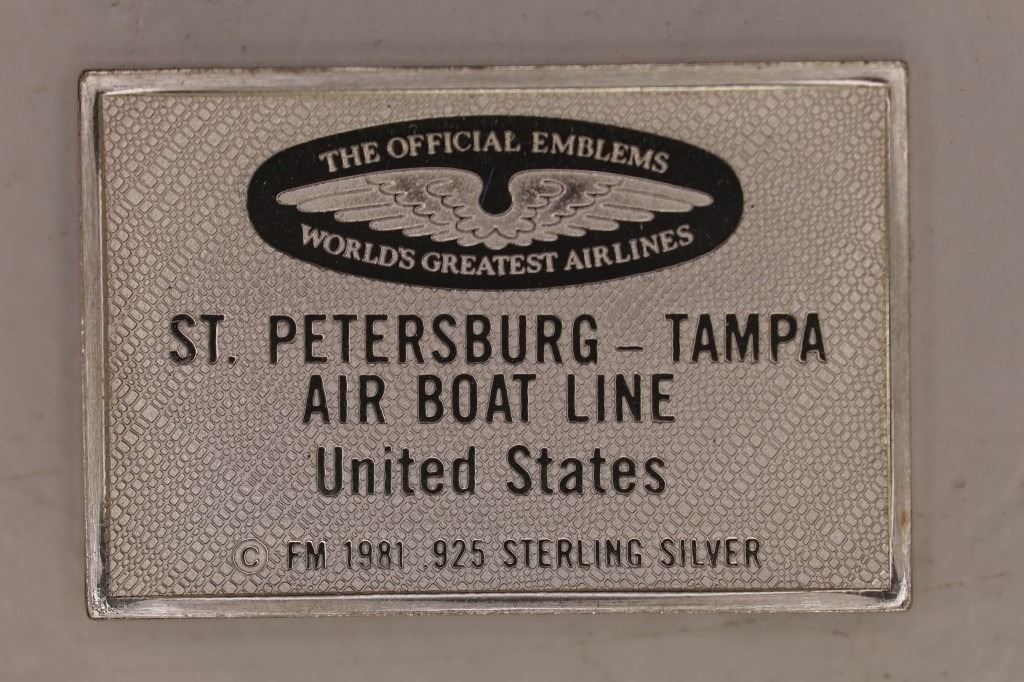 THE OFFICIAL EMBLEMS
WORLD'S GREATEST AIRLINES
ST. PETERSBURG – TAMPA
AIR BOAT LINE
United States
© FM 1981 .925 STERLING SILVER